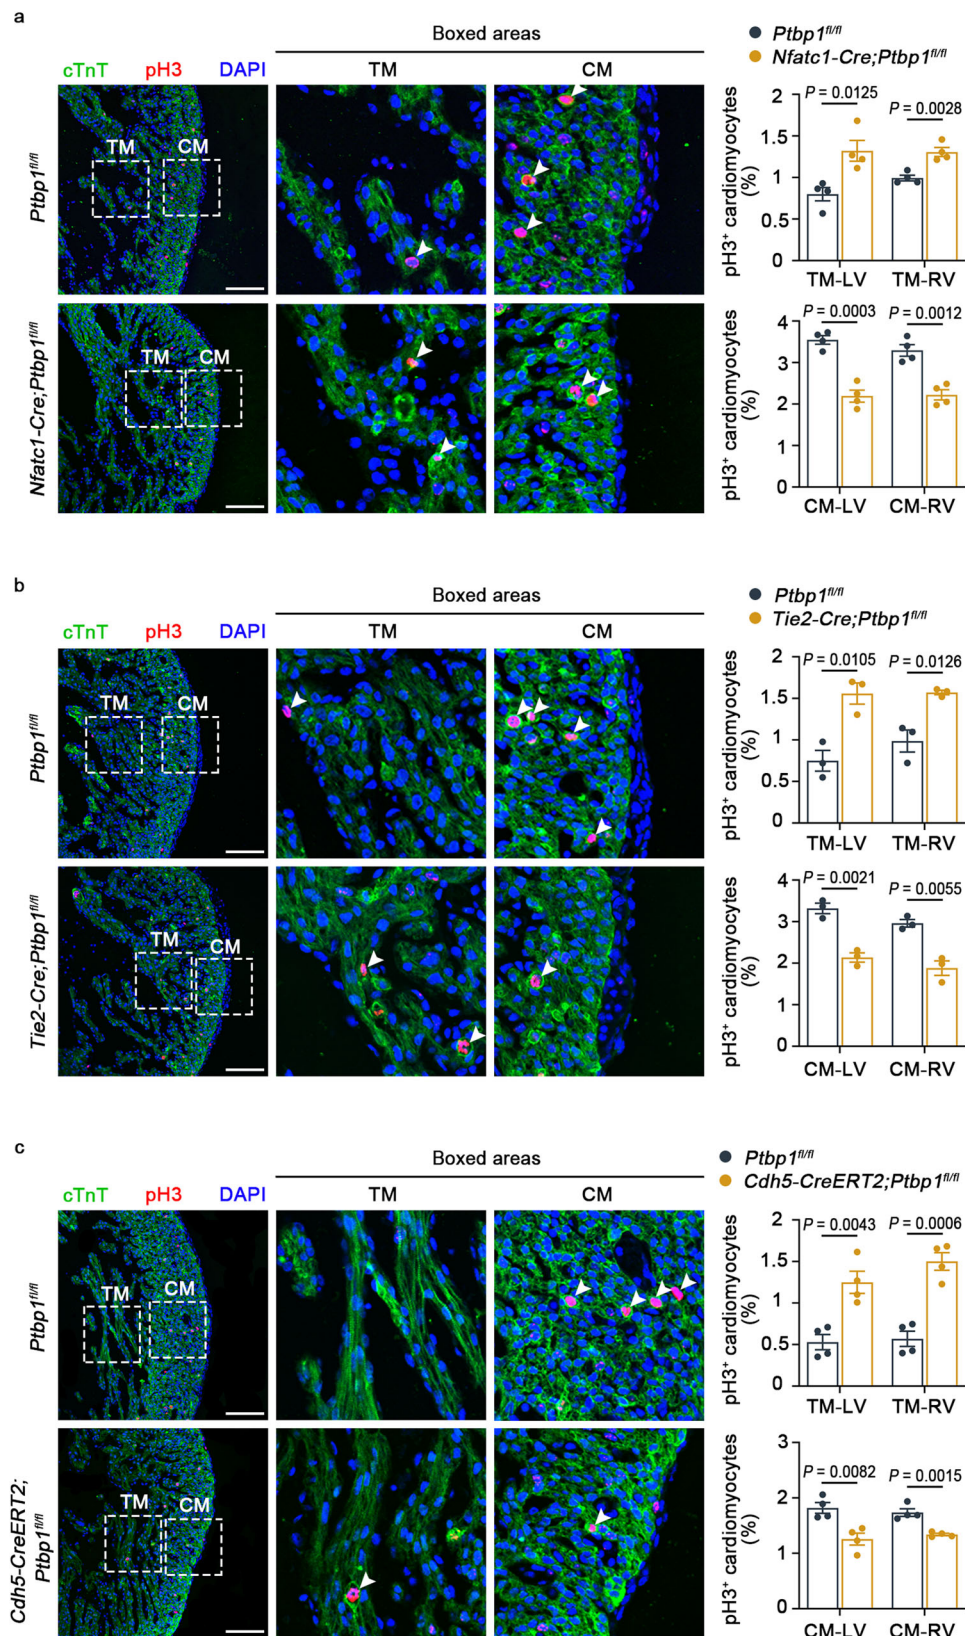 a
Boxed areas
cTnT pH3 DAPI
TM CM
Ptbp1fl/fl
TM CM
Nfatc1-Cre;Ptbp1fl/fl
TM CM
Ptbp1fl/fl
Nfatc1-Cre;Ptbp1fl/fl
P = 0.0125 P = 0.0028
pH3+ cardiomyocytes
(%)
2
1.5
1
0.5
0
TM-LV TM-RV
P = 0.0003 P = 0.0012
pH3+ cardiomyocytes
(%)
4
3
2
1
0
CM-LV CM-RV
b
Boxed areas
cTnT pH3 DAPI
TM CM
Ptbp1fl/fl
TM CM
Tie2-Cre;Ptbp1fl/fl
TM CM
Ptbp1fl/fl
Tie2-Cre;Ptbp1fl/fl
P = 0.0105 P = 0.0126
pH3+ cardiomyocytes
(%)
2
1.5
1
0.5
0
TM-LV TM-RV
P = 0.0021 P = 0.0055
pH3+ cardiomyocytes
(%)
4
3
2
1
0
CM-LV CM-RV
c
Boxed areas
cTnT pH3 DAPI
TM CM
Ptbp1fl/fl
TM CM
Cdh5-CreERT2;
Ptbp1fl/fl
TM CM
Ptbp1fl/fl
Cdh5-CreERT2;Ptbp1fl/fl
P = 0.0043 P = 0.0006
pH3+ cardiomyocytes
(%)
2
1.5
1
0.5
0
TM-LV TM-RV
P = 0.0082 P = 0.0015
pH3+ cardiomyocytes
(%)
3
2
1
0
CM-LV CM-RV